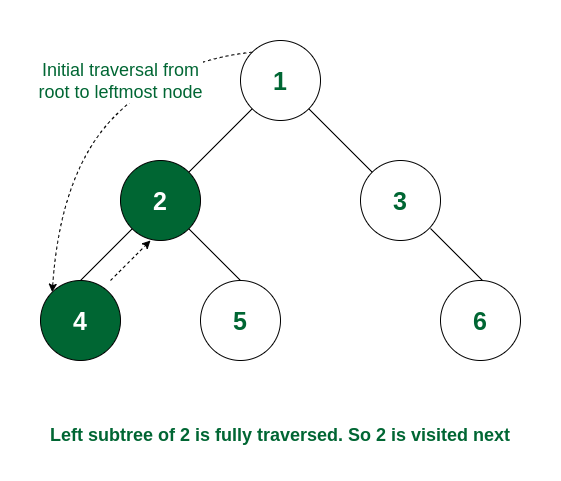 Initial traversal from
root to leftmost node
1
2
3
4
5
6
Left subtree of 2 is fully traversed. So 2 is visited next